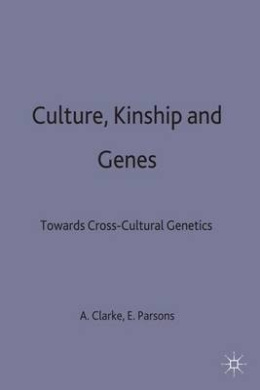 Culture, Kinship and
Genes
Towards Cross-Cultural Genetics
A. Clarke, E. Parsons